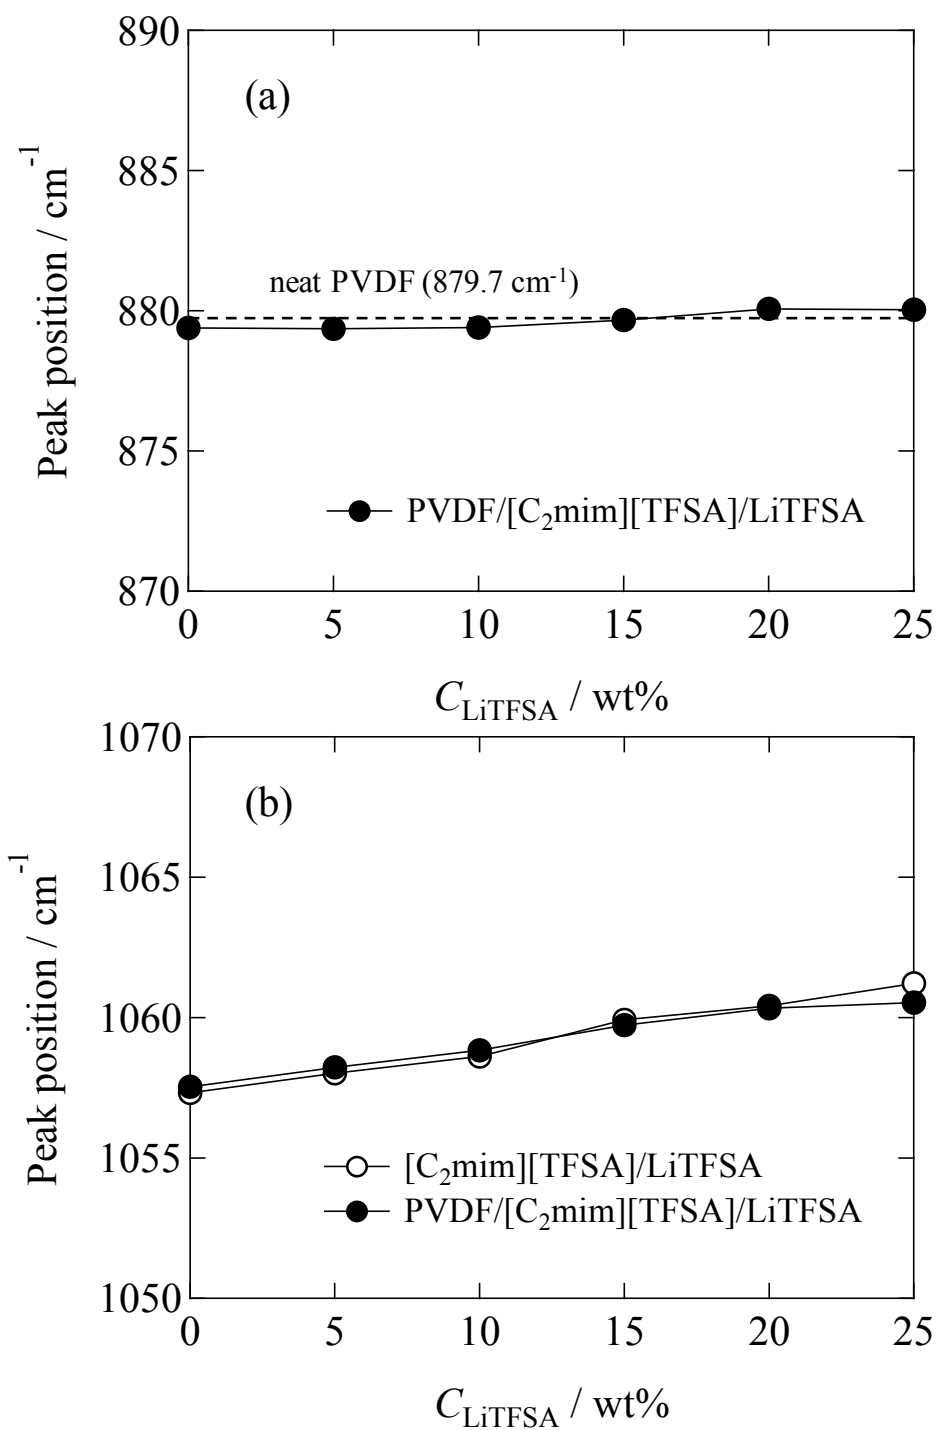 890
(a)
885
neat PVDF (879.7 cm⁻¹)
880
875
PVDF/[C₂mim][TFSA]/LiTFSA
870
0 5 10 15 20 25
Peak position / cm⁻¹
C_LiTFSA / wt%
1070
(b)
1065
1060
1055
[C₂mim][TFSA]/LiTFSA
PVDF/[C₂mim][TFSA]/LiTFSA
1050
0 5 10 15 20 25
Peak position / cm⁻¹
C_LiTFSA / wt%